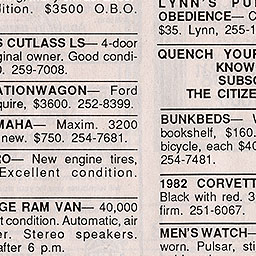 dition. $3500 O.B.O.
S CUTLASS LS— 4-door
ginal owner. Good condi-
0. 259-7008.
ATIONWAGON— Ford
quire, $3600. 252-8399.
MAHA— Maxim. 3200
new. $750. 254-7681.
RO— New engine tires,
Excellent condition.
GE RAM VAN— 40,000
t condition. Automatic, air
er. Stereo speakers.
after 6 p.m.
LYNN'S PU
OBEDIENCE— C
$35. Lynn, 255-1
QUENCH YOUR
KNOW
SUBSC
THE CITIZE
BUNKBEDS—
bookshelf, $160.
bicycle, each $40
254-7481.
1982 CORVETT
Black with red. 3
firm. 251-6067.
MEN'S WATCH—
worn. Pulsar, sti